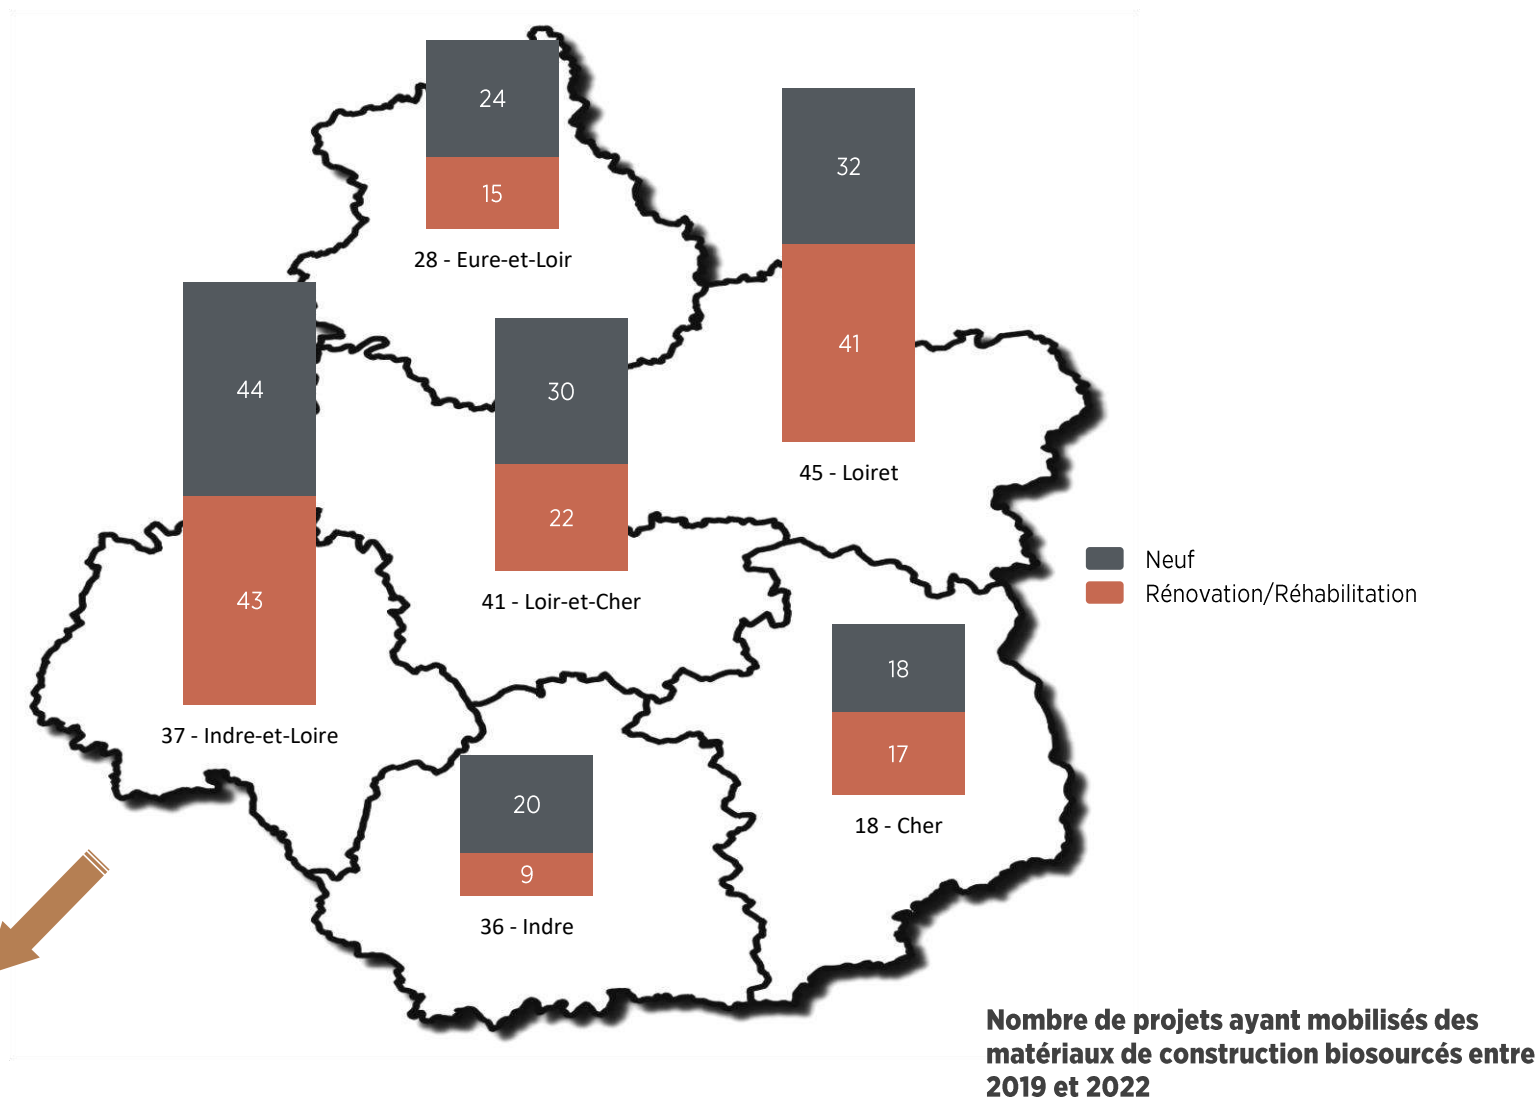 24
15
28 - Eure-et-Loir
32
41
45 - Loiret
44
43
37 - Indre-et-Loire
30
22
41 - Loir-et-Cher
Neuf
Rénovation/Réhabilitation
18
17
18 - Cher
20
9
36 - Indre
Nombre de projets ayant mobilisés des
matériaux de construction biosourcés entre
2019 et 2022